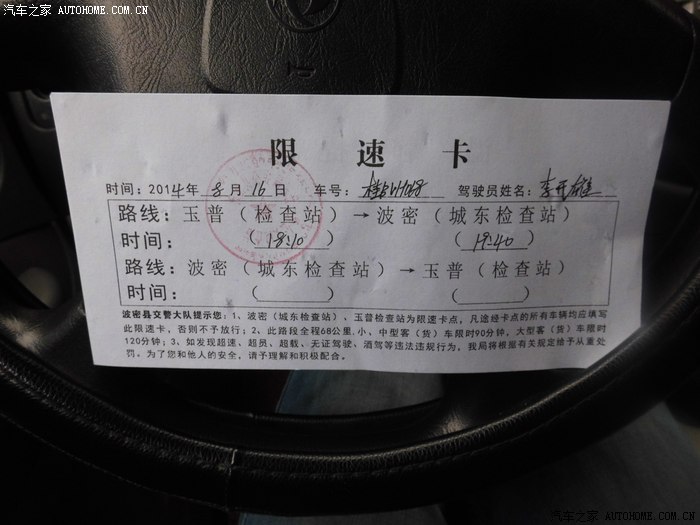 汽车之家 AUTOHOME.COM.CN
限速卡
时间：2014年 8月 16日 车号： 驾驶员姓名：
路线：玉普（检查站）→波密（城东检查站）
时间：（18:10）（19:40）
路线：波密（城东检查站）→玉普（检查站）
时间：（ ）（ ）
波密县交警大队提示您：1、波密（城东检查站）、玉普检查站为限速卡点，凡途经卡点的所有车辆均应填写
此限速卡，否则不予放行；2、此路段全程68公里，小、中型客（货）车限时90分钟，大型客（货）车限时
120分钟；3、如发现超速、超员、超载、无证驾驶、酒驾等违法违规行为，我局将根据有关规定给予从重处
罚。为了您和他人的安全，请予理解和积极配合。
汽车之家 AUTOHOME.COM.CN